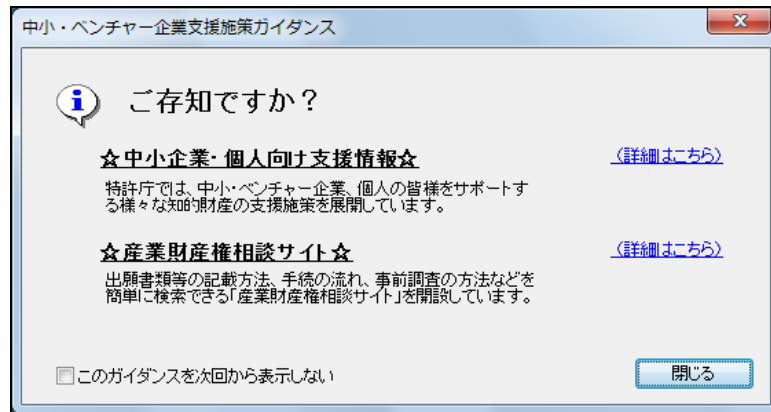 中小・ベンチャー企業支援施策ガイダンス
ご存知ですか？
☆中小企業・個人向け支援情報☆
（詳細はこちら）
特許庁では、中小・ベンチャー企業、個人の皆様をサポートす
る様々な知的財産の支援施策を展開しています。
☆産業財産権相談サイト☆
（詳細はこちら）
出願書類等の記載方法、手続の流れ、事前調査の方法などを
簡単に検索できる「産業財産権相談サイト」を開設しています。
このガイダンスを次回から表示しない
閉じる